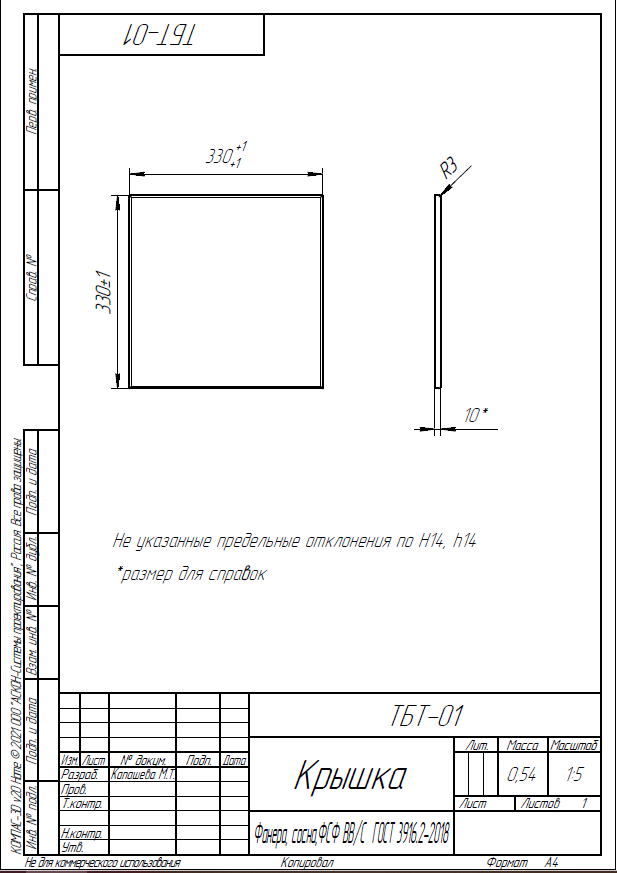 ТБТ-01
Перв. примен.
Справ. №
Подп. и дата
Инв. № дубл.
Взам. инв. №
Подп. и дата
Инв. № подл.
КОМПАС-3D v20 Home © 2021 ООО "АСКОН-Системы проектирования", Россия. Все права защищены.
330 +1
+1
R3
330±1
10*
Не указанные предельные отклонения по H14, h14
*размер для справок
ТБТ-01
Изм. Лист № докум. Подп. Дата
Разраб. Капашева М.Т.
Пров.
Т.контр.
Н.контр.
Утв.
Крышка
Лит. Масса Масштаб
0,54 1:5
Лист Листов 1
Фанера, сосна,ФСФ ВВ/С ГОСТ 3916.2-2018
Не для коммерческого использования Копировал Формат А4